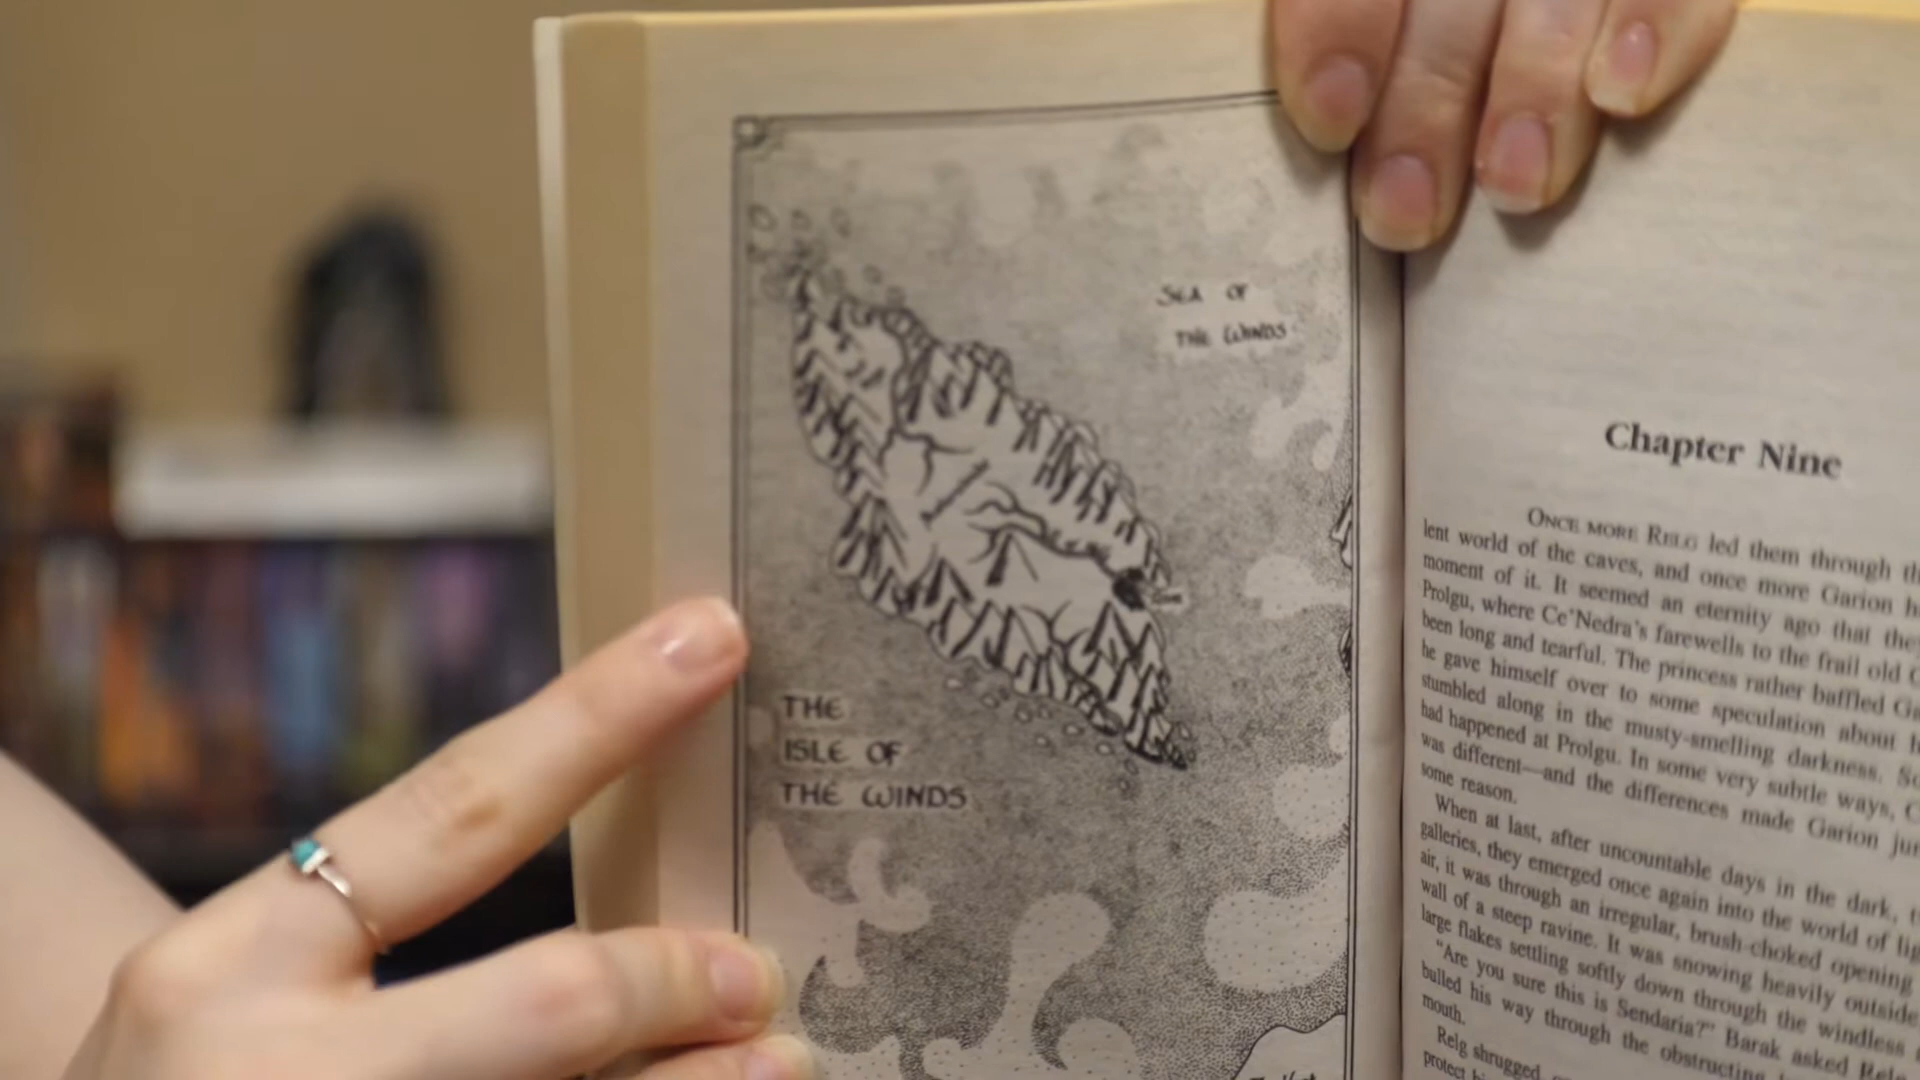 SEA OF
THE WINDS
THE
ISLE OF
THE WINDS
Chapter Nine
ONCE MORE RELG led them through
lent world of the caves, and once more Garion
moment of it. It seemed an eternity ago that
Prolgu, where Ce'Nedra's farewells to the frail old
been long and tearful. The princess rather baffled
he gave himself over to some speculation about
stumbled along in the musty-smelling darkness.
had happened at Prolgu. In some very subtle ways,
was different—and the differences made Garion
some reason.
When at last, after uncountable days in the dark,
galleries, they emerged once again into the world of
air, it was through an irregular, brush-choked opening
wall of a steep ravine. It was snowing heavily outside
large flakes settling softly down through the windless
"Are you sure this is Sendaria?" Barak asked
bulled his way through the obstructing
mouth.
Relg shrugged
protect